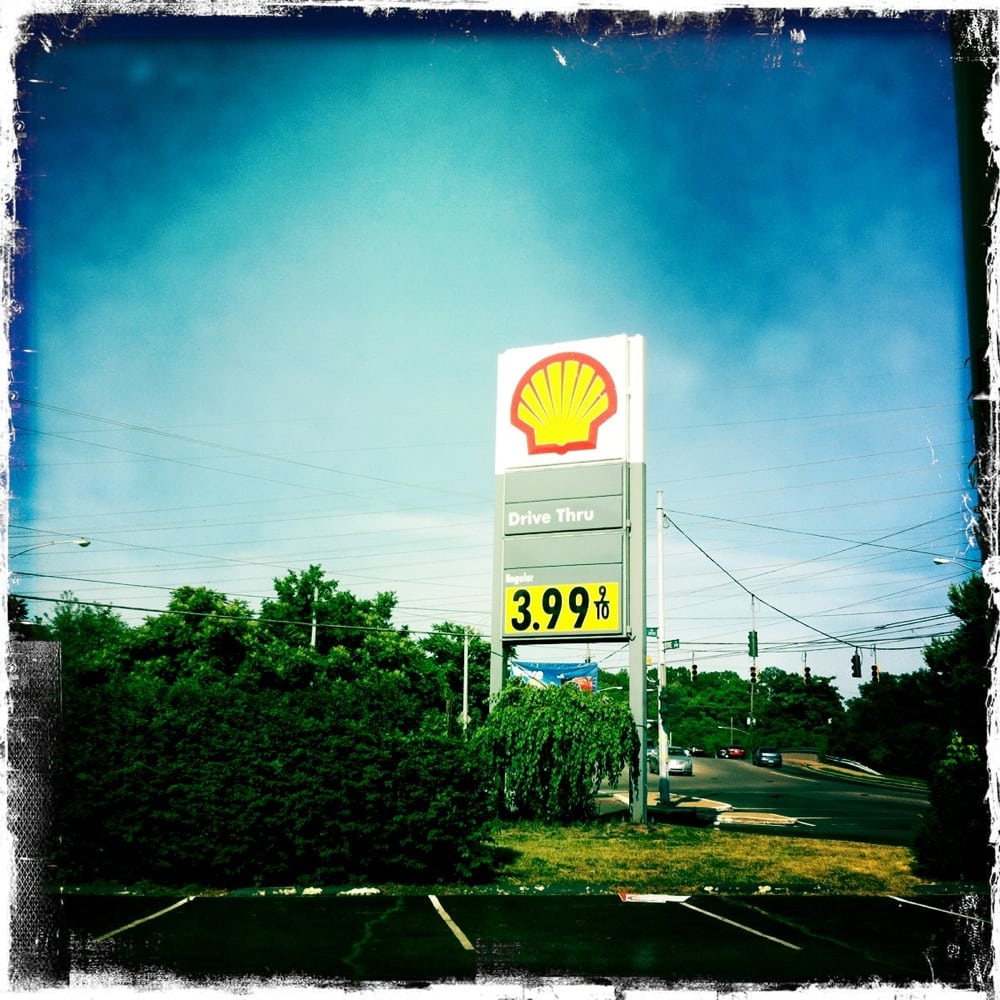 Drive Thru
Regular
3.99 9/10